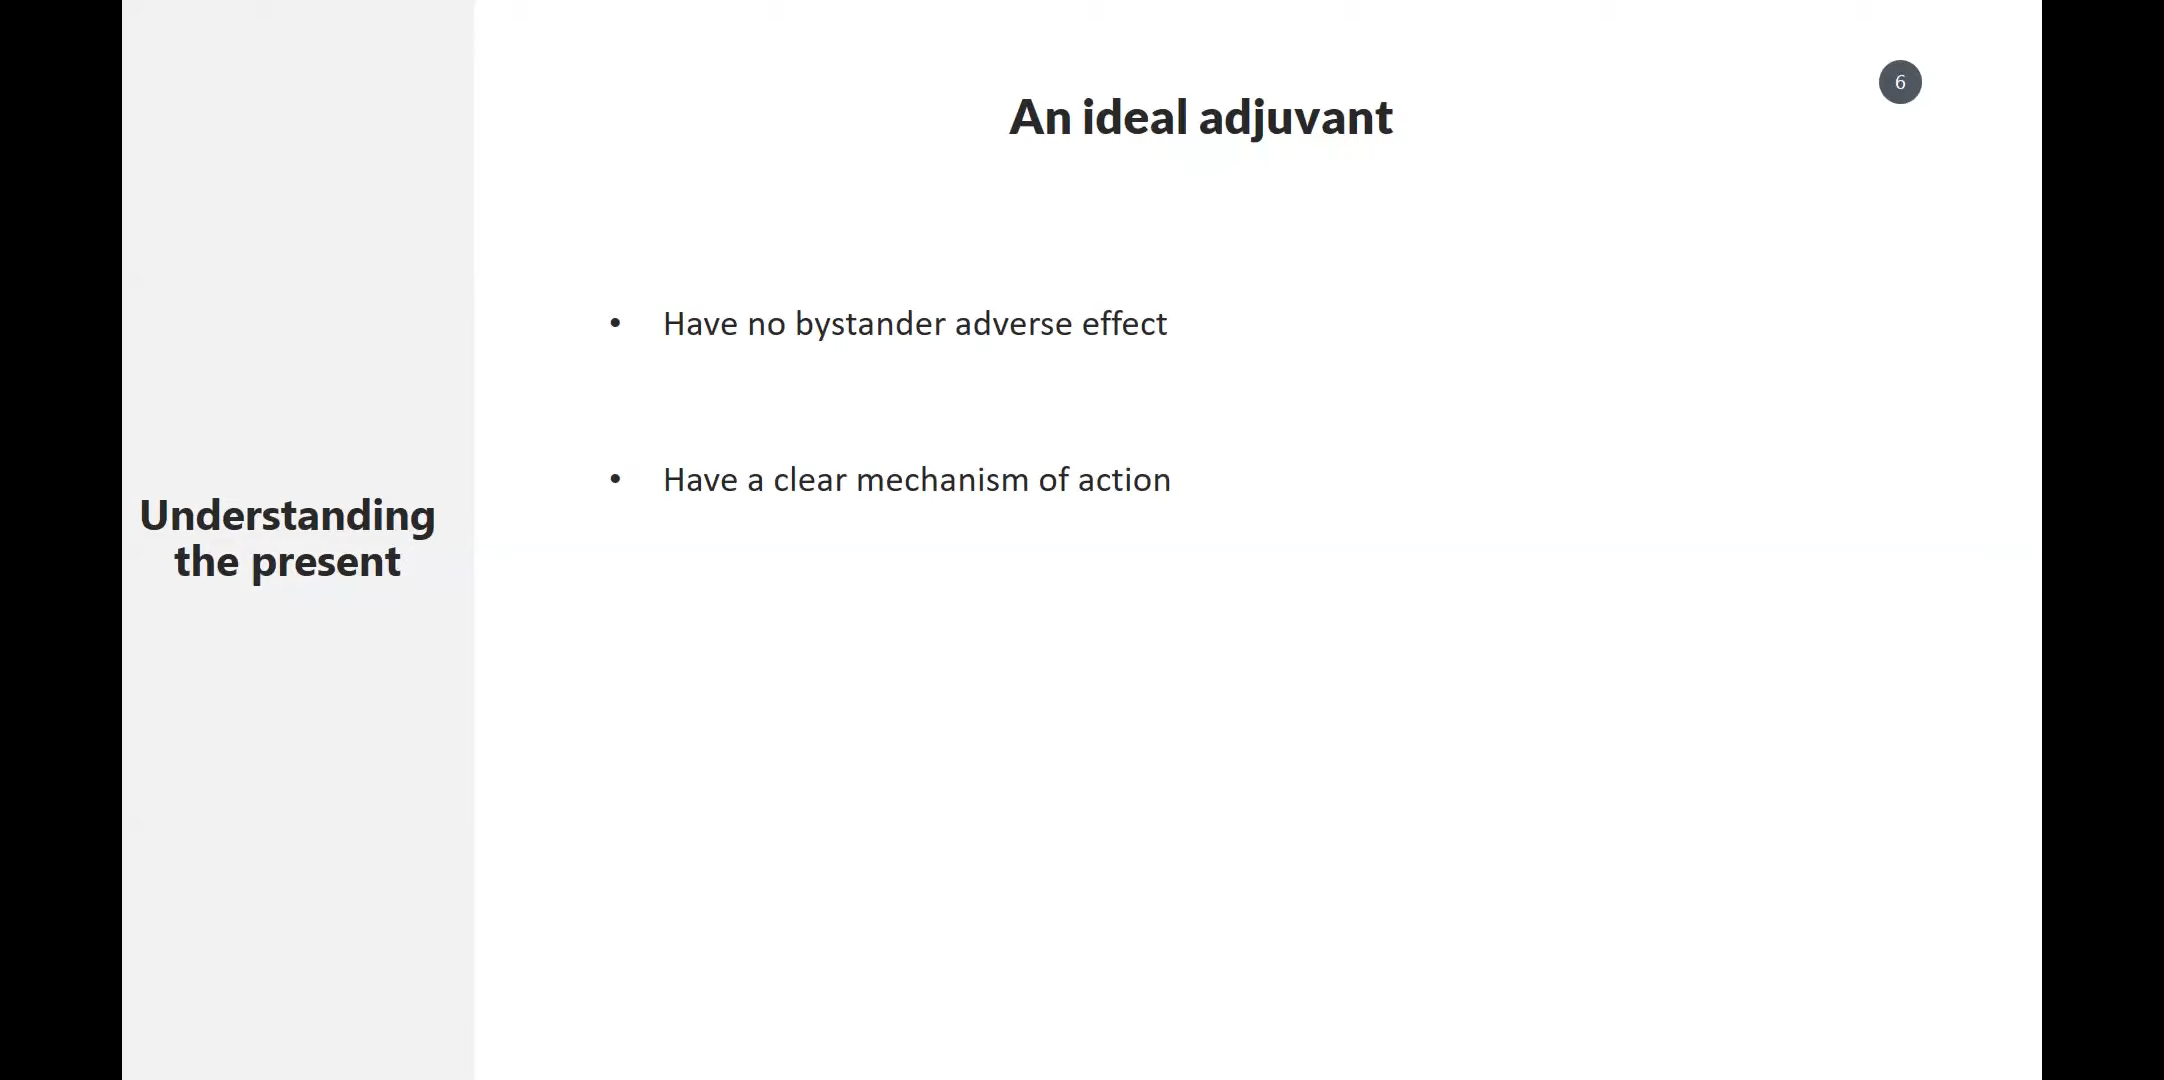 6
An ideal adjuvant
• Have no bystander adverse effect
• Have a clear mechanism of action
Understanding
the present